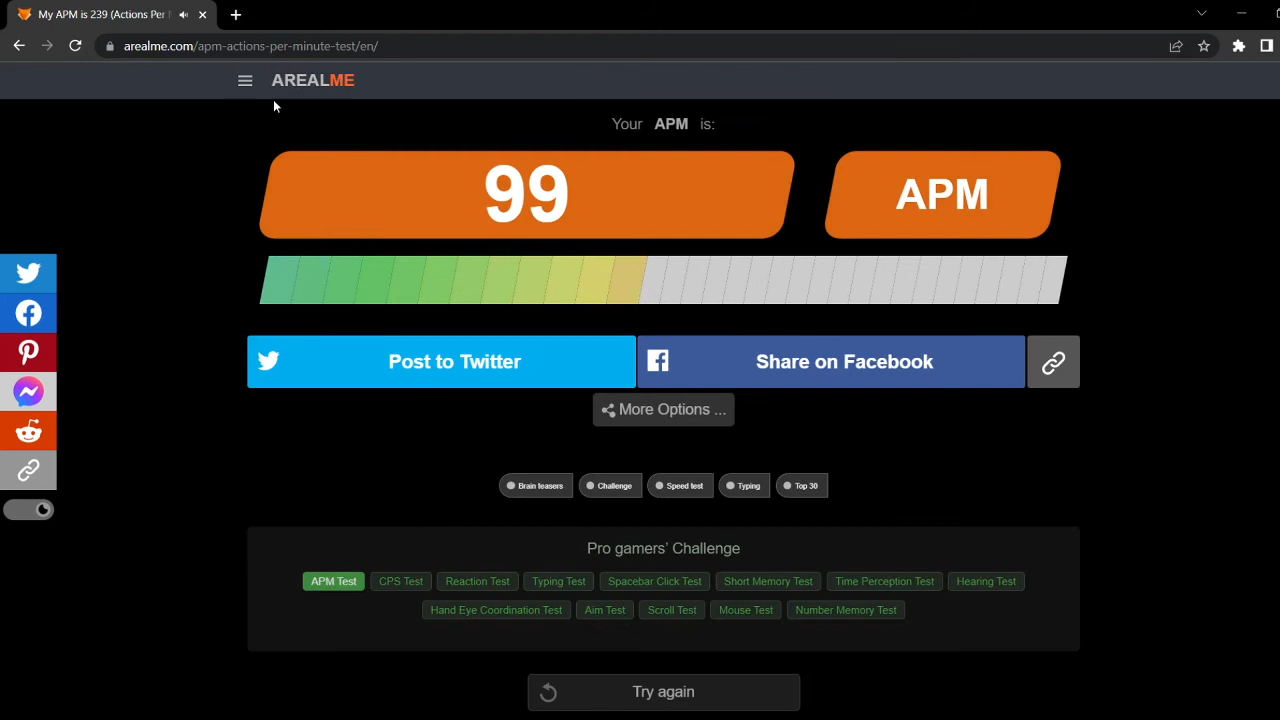 My APM is 239 (Actions Per M
arealme.com/apm-actions-per-minute-test/en/
AREALME
Your APM is:
99
APM
Post to Twitter
Share on Facebook
More Options ...
Brain teasers
Challenge
Speed test
Typing
Top 30
Pro gamers’ Challenge
APM Test
CPS Test
Reaction Test
Typing Test
Spacebar Click Test
Short Memory Test
Time Perception Test
Hearing Test
Hand Eye Coordination Test
Aim Test
Scroll Test
Mouse Test
Number Memory Test
Try again